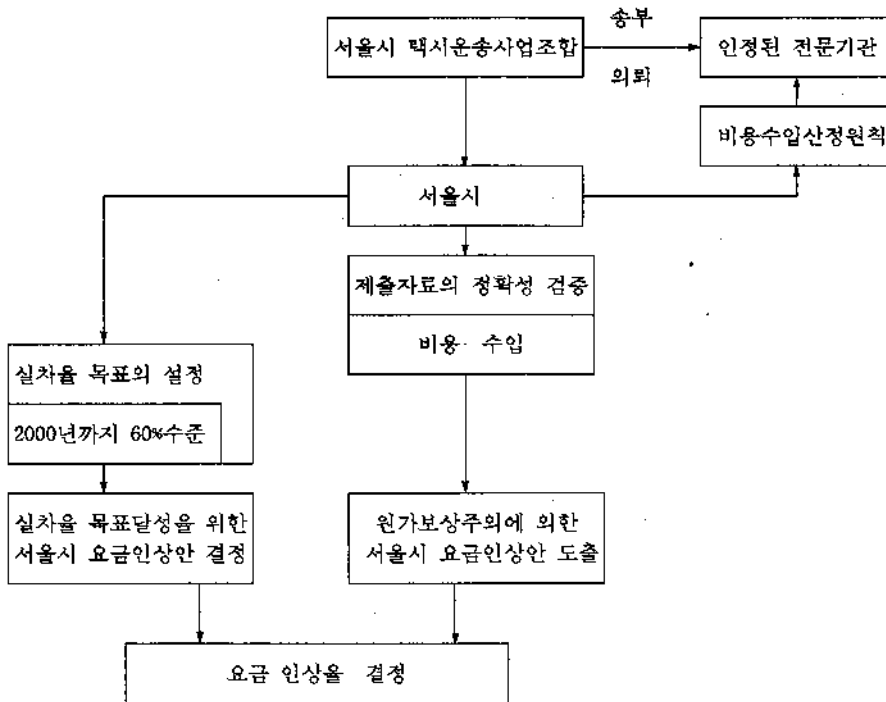 송부
서울시 택시운송사업조합
인정된 전문기관
의뢰
비용수입산정원칙
서울시
제출자료의 정확성 검증
비용· 수입
실차율 목표의 설정
2000년까지 60%수준
실차율 목표달성을 위한
서울시 요금인상안 결정
원가보상주의에 의한
서울시 요금인상안 도출
요금 인상율 결정